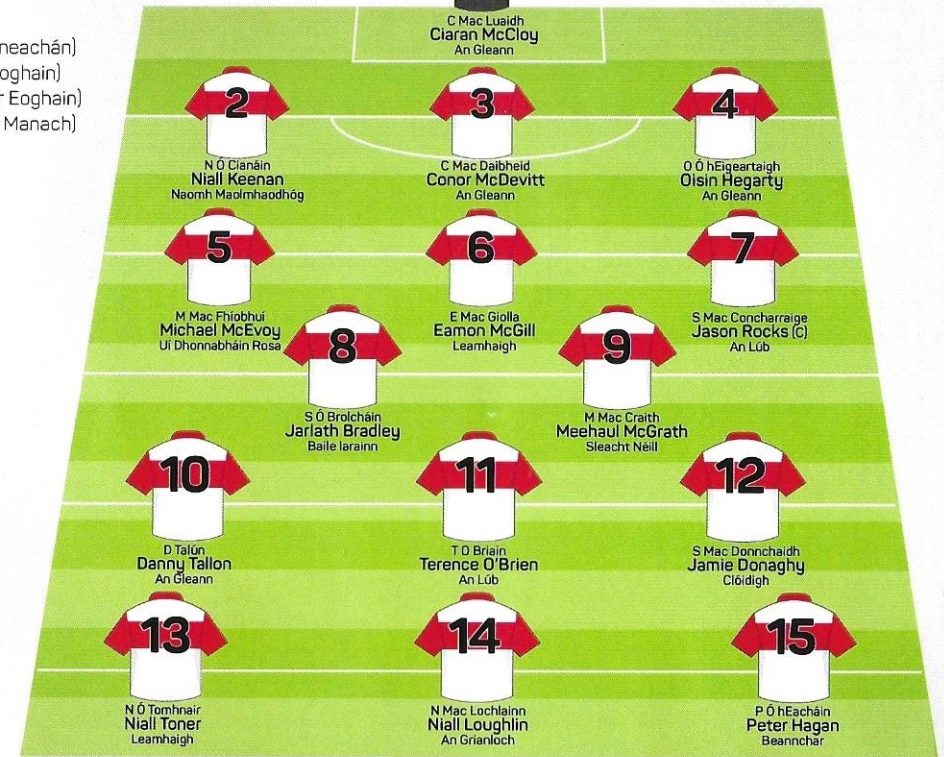 neachán)
oghain)
r Eoghain)
Manach)
C Mac Luaidh
Ciaran McCloy
An Gleann
2
N Ó Cianáin
Niall Keenan
Naomh Maolmhaodhóg
3
C Mac Daibheid
Conor McDevitt
An Gleann
4
O Ó hEigeartaigh
Oisin Hegarty
An Gleann
5
M Mac Fhíobhuí
Michael McEvoy
Uí Dhonnabháin Rosa
6
E Mac Giolla
Eamon McGill
Leamhaigh
7
S Mac Concharraige
Jason Rocks (C)
An Lúb
8
S Ó Brolcháin
Jarlath Bradley
Baile Iarainn
9
M Mac Craith
Meehaul McGrath
Sleacht Néill
10
D Talún
Danny Tallon
An Gleann
11
T O Briain
Terence O'Brien
An Lúb
12
S Mac Donnchaidh
Jamie Donaghy
Clóidigh
13
N Ó Tomhnair
Niall Toner
Leamhaigh
14
N Mac Lochlainn
Niall Loughlin
An Grianloch
15
P Ó hEacháin
Peter Hagan
Beannchar